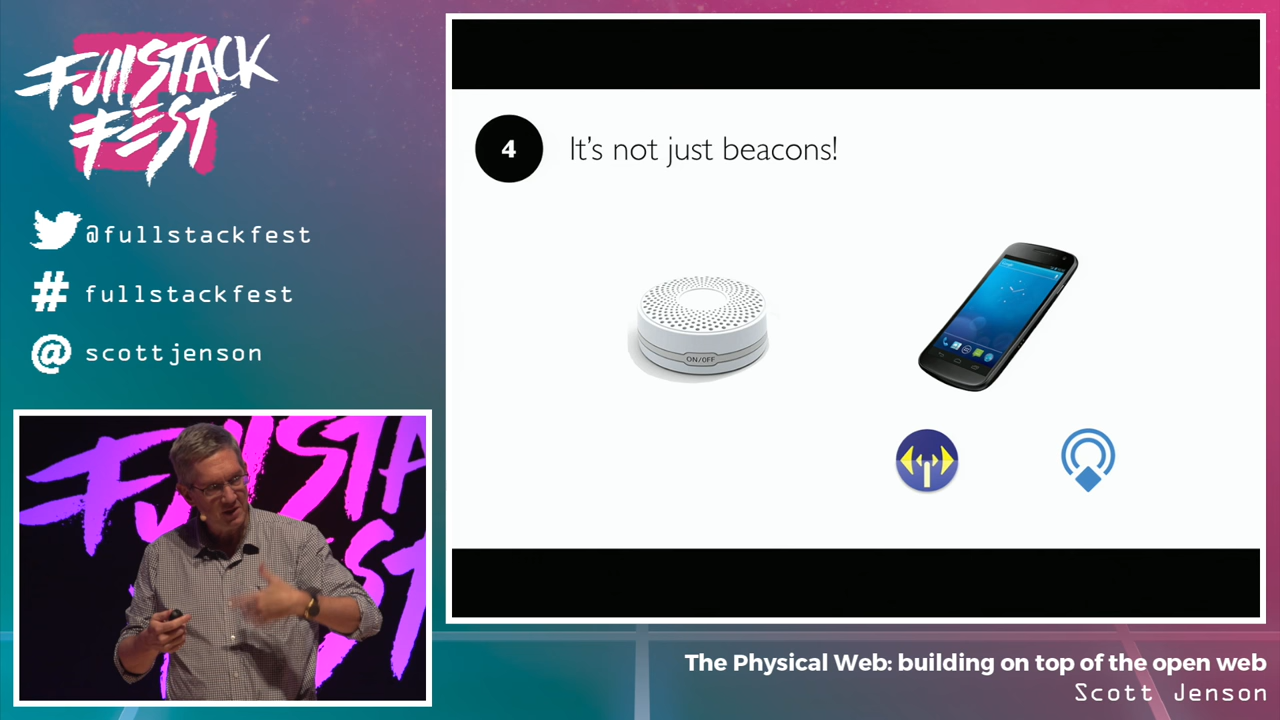 FullSTACK
FEST
@fullstackfest
# fullstackfest
@ scottjenson
4 It's not just beacons!
ON/OFF
The Physical Web: building on top of the open web
Scott Jenson